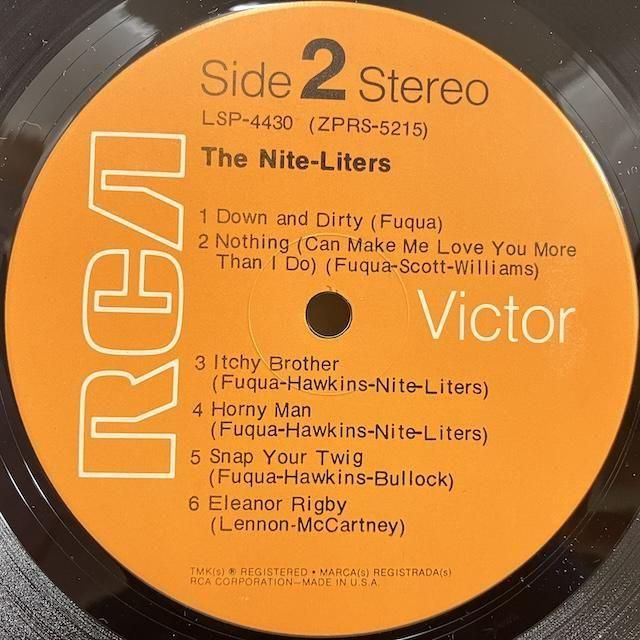 Side 2 Stereo
LSP-4430 (ZPRS-5215)
The Nite-Liters
1 Down and Dirty (Fuqua)
2 Nothing (Can Make Me Love You More
Than I Do) (Fuqua-Scott-Williams)
RCA
Victor
3 Itchy Brother
(Fuqua-Hawkins-Nite-Liters)
4 Horny Man
(Fuqua-Hawkins-Nite-Liters)
5 Snap Your Twig
(Fuqua-Hawkins-Bullock)
6 Eleanor Rigby
(Lennon-McCartney)
TMK(s) ® REGISTERED • MARCA(s) REGISTRADA(s)
RCA CORPORATION—MADE IN U.S.A.